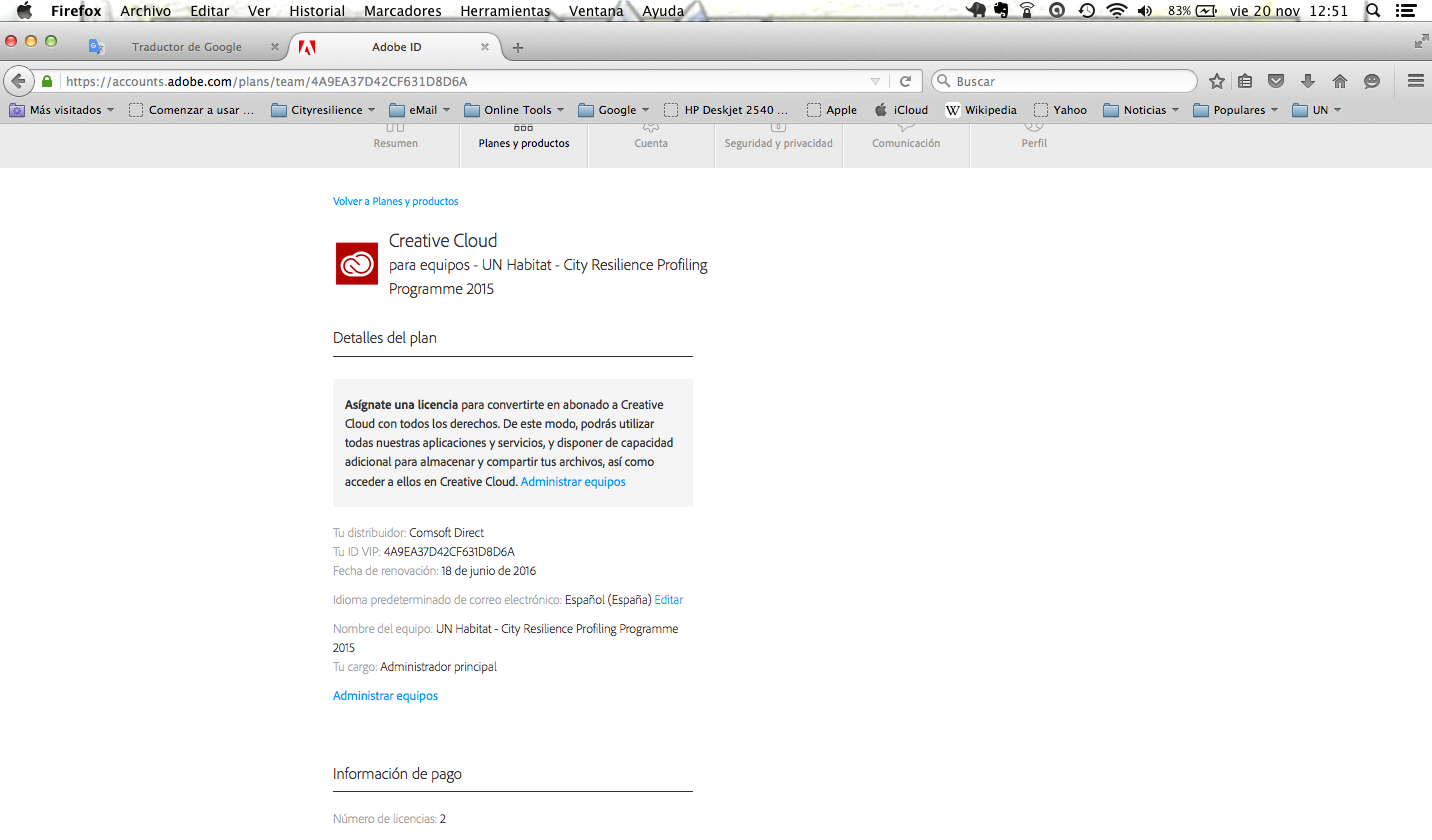 Firefox Archivo Editar Ver Historial Marcadores Herramientas Ventana Ayuda 83% vie 20 nov 12:51
Traductor de Google Adobe ID
https://accounts.adobe.com/plans/team/4A9EA37D42CF631D8D6A Buscar
Más visitados Comenzar a usar ... Cityresilience eMail Online Tools Google HP Deskjet 2540 ... Apple iCloud Wikipedia Yahoo Noticias Populares UN
Resumen Planes y productos Cuenta Seguridad y privacidad Comunicación Perfil
Volver a Planes y productos
Creative Cloud
para equipos - UN Habitat - City Resilience Profiling
Programme 2015
Detalles del plan
Asígnate una licencia para convertirte en abonado a Creative
Cloud con todos los derechos. De este modo, podrás utilizar
todas nuestras aplicaciones y servicios, y disponer de capacidad
adicional para almacenar y compartir tus archivos, así como
acceder a ellos en Creative Cloud. Administrar equipos
Tu distribuidor: Comsoft Direct
Tu ID VIP: 4A9EA37D42CF631D8D6A
Fecha de renovación: 18 de junio de 2016
Idioma predeterminado de correo electrónico: Español (España) Editar
Nombre del equipo: UN Habitat - City Resilience Profiling Programme
2015
Tu cargo: Administrador principal
Administrar equipos
Información de pago
Número de licencias: 2